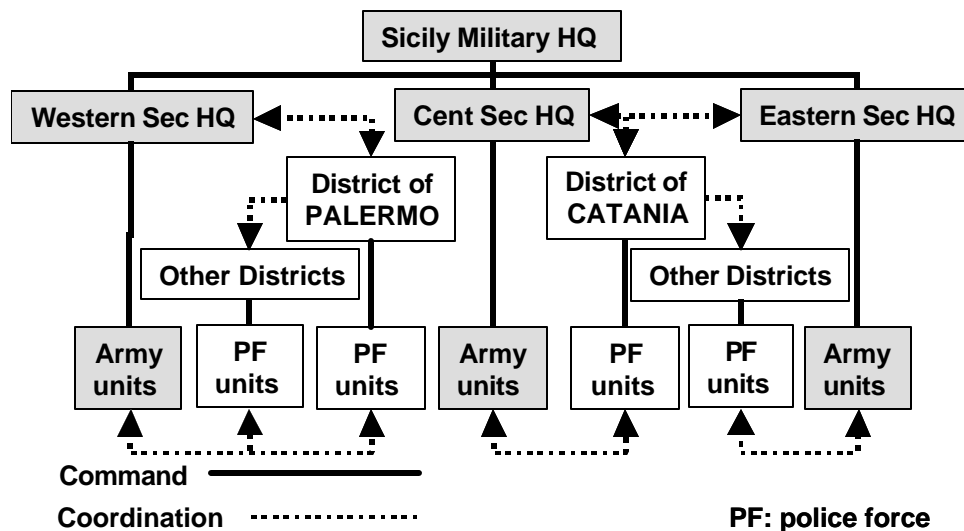 Sicily Military HQ
Western Sec HQ
Cent Sec HQ
Eastern Sec HQ
District of
PALERMO
District of
CATANIA
Other Districts
Other Districts
Army
units
PF
units
PF
units
Army
units
PF
units
PF
units
Army
units
Command
Coordination
PF: police force